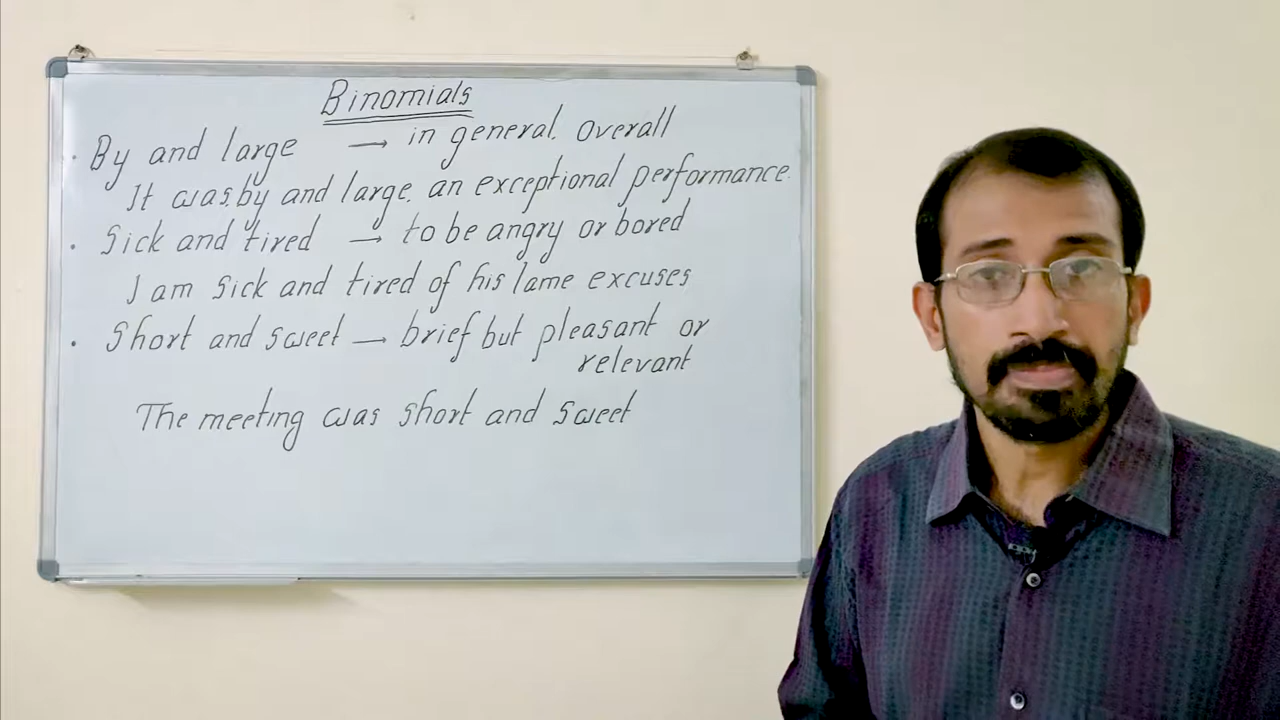 Binomials
. By and large → in general, overall
It was, by and large, an exceptional performance.
. Sick and tired → to be angry or bored
I am sick and tired of his lame excuses
. Short and sweet → brief but pleasant or
relevant
The meeting was short and sweet